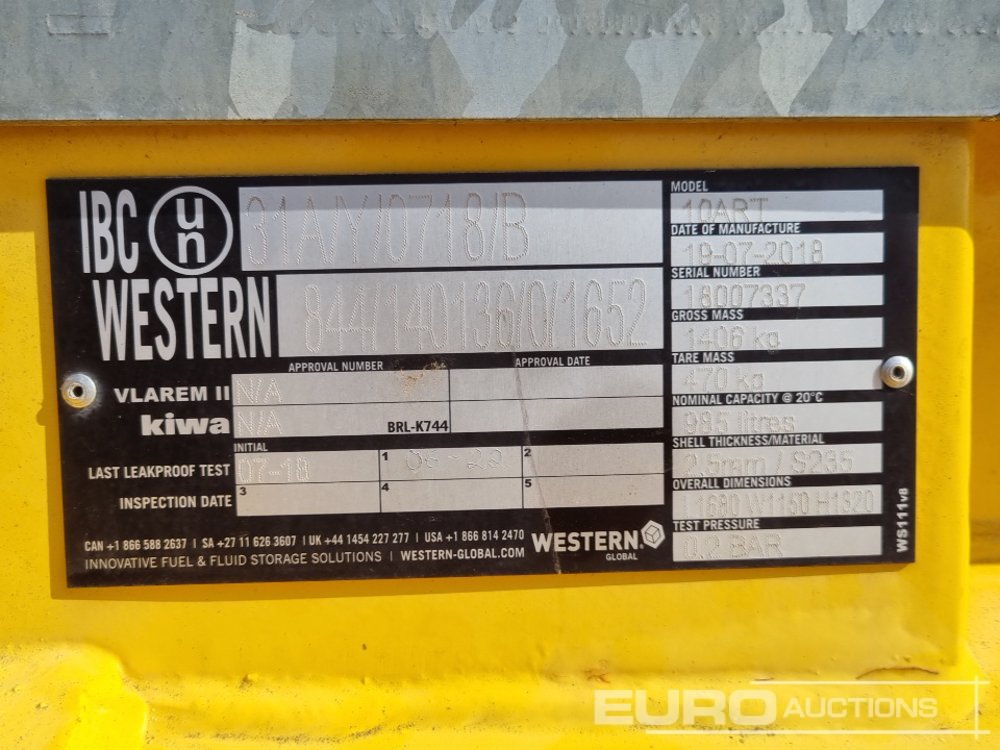 IBC un 31A/Y/0718/B
WESTERN 844/140136/0/1652
APPROVAL NUMBER APPROVAL DATE
VLAREM II N/A
kiwa N/A BRL-K744
INITIAL 1 2
LAST LEAKPROOF TEST 07-18 06-22
INSPECTION DATE 3 4 5
CAN +1 866 588 2637 | SA +27 11 626 3607 | UK +44 1454 227 277 | USA +1 866 814 2470
INNOVATIVE FUEL & FLUID STORAGE SOLUTIONS | WESTERN-GLOBAL.COM
WESTERN
GLOBAL
MODEL
10ART
DATE OF MANUFACTURE
19-07-2018
SERIAL NUMBER
18007337
GROSS MASS
1406 kg
TARE MASS
470 kg
NOMINAL CAPACITY @ 20°C
985 litres
SHELL THICKNESS/MATERIAL
2.5mm / S235
OVERALL DIMENSIONS
L1680 W1150 H1320
TEST PRESSURE
0.2 BAR
WS111v8
EURO AUCTIONS